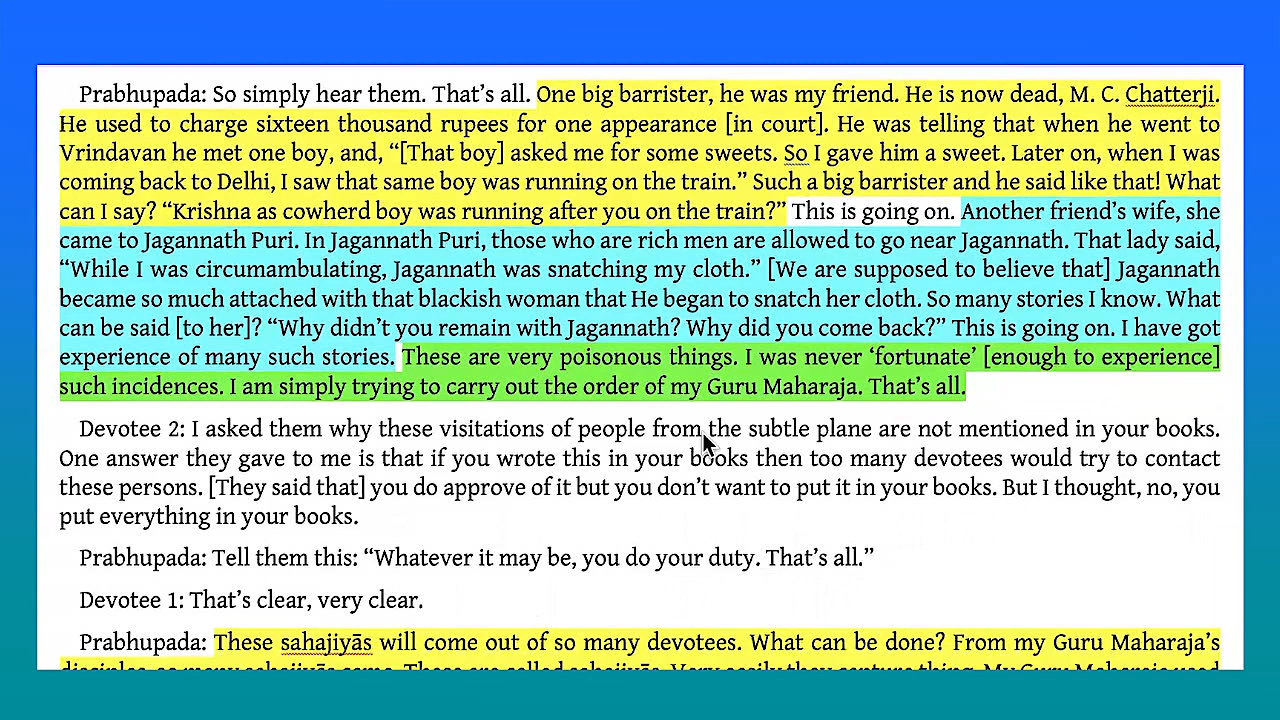 Prabhupada: So simply hear them. That’s all. One big barrister, he was my friend. He is now dead, M. C. Chatterji.
He used to charge sixteen thousand rupees for one appearance [in court]. He was telling that when he went to
Vrindavan he met one boy, and, “[That boy] asked me for some sweets. So I gave him a sweet. Later on, when I was
coming back to Delhi, I saw that same boy was running on the train.” Such a big barrister and he said like that! What
can I say? “Krishna as cowherd boy was running after you on the train?” This is going on. Another friend’s wife, she
came to Jagannath Puri. In Jagannath Puri, those who are rich men are allowed to go near Jagannath. That lady said,
“While I was circumambulating, Jagannath was snatching my cloth.” [We are supposed to believe that] Jagannath
became so much attached with that blackish woman that He began to snatch her cloth. So many stories I know. What
can be said [to her]? “Why didn’t you remain with Jagannath? Why did you come back?” This is going on. I have got
experience of many such stories. These are very poisonous things. I was never ‘fortunate’ [enough to experience]
such incidences. I am simply trying to carry out the order of my Guru Maharaja. That’s all.
Devotee 2: I asked them why these visitations of people from the subtle plane are not mentioned in your books.
One answer they gave to me is that if you wrote this in your books then too many devotees would try to contact
these persons. [They said that] you do approve of it but you don’t want to put it in your books. But I thought, no, you
put everything in your books.
Prabhupada: Tell them this: “Whatever it may be, you do your duty. That’s all.”
Devotee 1: That’s clear, very clear.
Prabhupada: These sahajiyās will come out of so many devotees. What can be done? From my Guru Maharaja’s